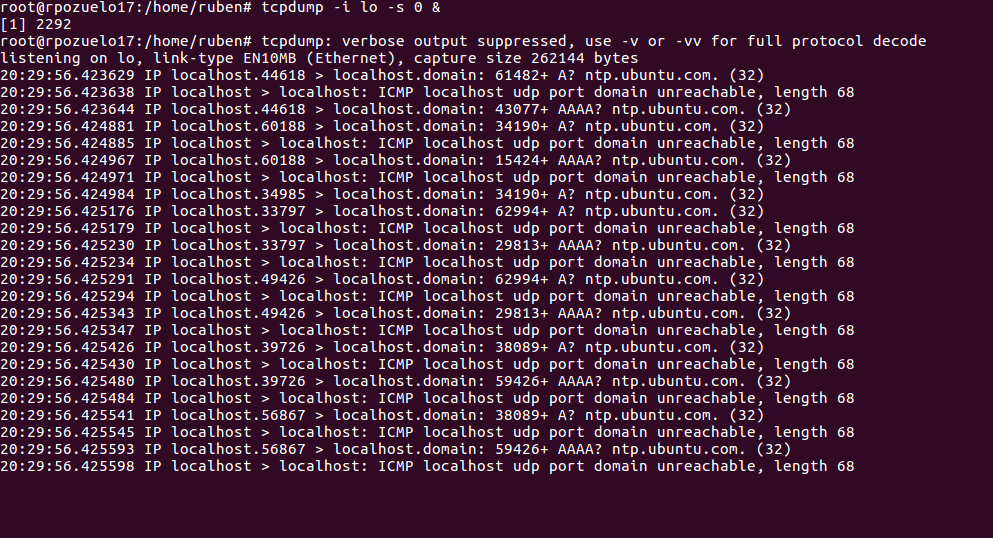 root@rpozuelo17:/home/ruben# tcpdump -i lo -s 0 &
[1] 2292
root@rpozuelo17:/home/ruben# tcpdump: verbose output suppressed, use -v or -vv for full protocol decode
listening on lo, link-type EN10MB (Ethernet), capture size 262144 bytes
20:29:56.423629 IP localhost.44618 > localhost.domain: 61482+ A? ntp.ubuntu.com. (32)
20:29:56.423638 IP localhost > localhost: ICMP localhost udp port domain unreachable, length 68
20:29:56.423644 IP localhost.44618 > localhost.domain: 43077+ AAAA? ntp.ubuntu.com. (32)
20:29:56.424881 IP localhost.60188 > localhost.domain: 34190+ A? ntp.ubuntu.com. (32)
20:29:56.424885 IP localhost > localhost: ICMP localhost udp port domain unreachable, length 68
20:29:56.424967 IP localhost.60188 > localhost.domain: 15424+ AAAA? ntp.ubuntu.com. (32)
20:29:56.424971 IP localhost > localhost: ICMP localhost udp port domain unreachable, length 68
20:29:56.424984 IP localhost.34985 > localhost.domain: 34190+ A? ntp.ubuntu.com. (32)
20:29:56.425176 IP localhost.33797 > localhost.domain: 62994+ A? ntp.ubuntu.com. (32)
20:29:56.425179 IP localhost > localhost: ICMP localhost udp port domain unreachable, length 68
20:29:56.425230 IP localhost.33797 > localhost.domain: 29813+ AAAA? ntp.ubuntu.com. (32)
20:29:56.425234 IP localhost > localhost: ICMP localhost udp port domain unreachable, length 68
20:29:56.425291 IP localhost.49426 > localhost.domain: 62994+ A? ntp.ubuntu.com. (32)
20:29:56.425294 IP localhost > localhost: ICMP localhost udp port domain unreachable, length 68
20:29:56.425343 IP localhost.49426 > localhost.domain: 29813+ AAAA? ntp.ubuntu.com. (32)
20:29:56.425347 IP localhost > localhost: ICMP localhost udp port domain unreachable, length 68
20:29:56.425426 IP localhost.39726 > localhost.domain: 38089+ A? ntp.ubuntu.com. (32)
20:29:56.425430 IP localhost > localhost: ICMP localhost udp port domain unreachable, length 68
20:29:56.425480 IP localhost.39726 > localhost.domain: 59426+ AAAA? ntp.ubuntu.com. (32)
20:29:56.425484 IP localhost > localhost: ICMP localhost udp port domain unreachable, length 68
20:29:56.425541 IP localhost.56867 > localhost.domain: 38089+ A? ntp.ubuntu.com. (32)
20:29:56.425545 IP localhost > localhost: ICMP localhost udp port domain unreachable, length 68
20:29:56.425593 IP localhost.56867 > localhost.domain: 59426+ AAAA? ntp.ubuntu.com. (32)
20:29:56.425598 IP localhost > localhost: ICMP localhost udp port domain unreachable, length 68